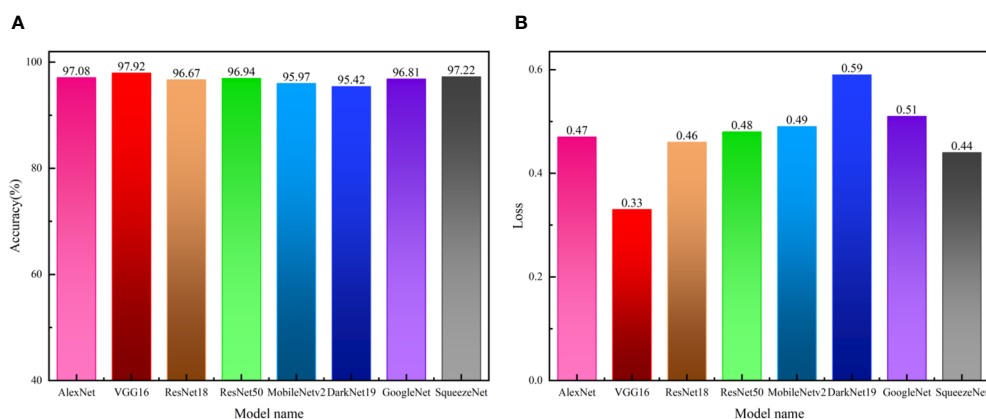 A
100
80
60
40
Accuracy(%)
97.08
97.92
96.67
96.94
95.97
95.42
96.81
97.22
AlexNet
VGG16
ResNet18
ResNet50
MobileNetv2
DarkNet19
GoogleNet
SqueezeNet
Model name
B
0.6
0.4
0.2
0.0
Loss
0.47
0.33
0.46
0.48
0.49
0.59
0.51
0.44
AlexNet
VGG16
ResNet18
ResNet50
MobileNetv2
DarkNet19
GoogleNet
SqueezeNet
Model name